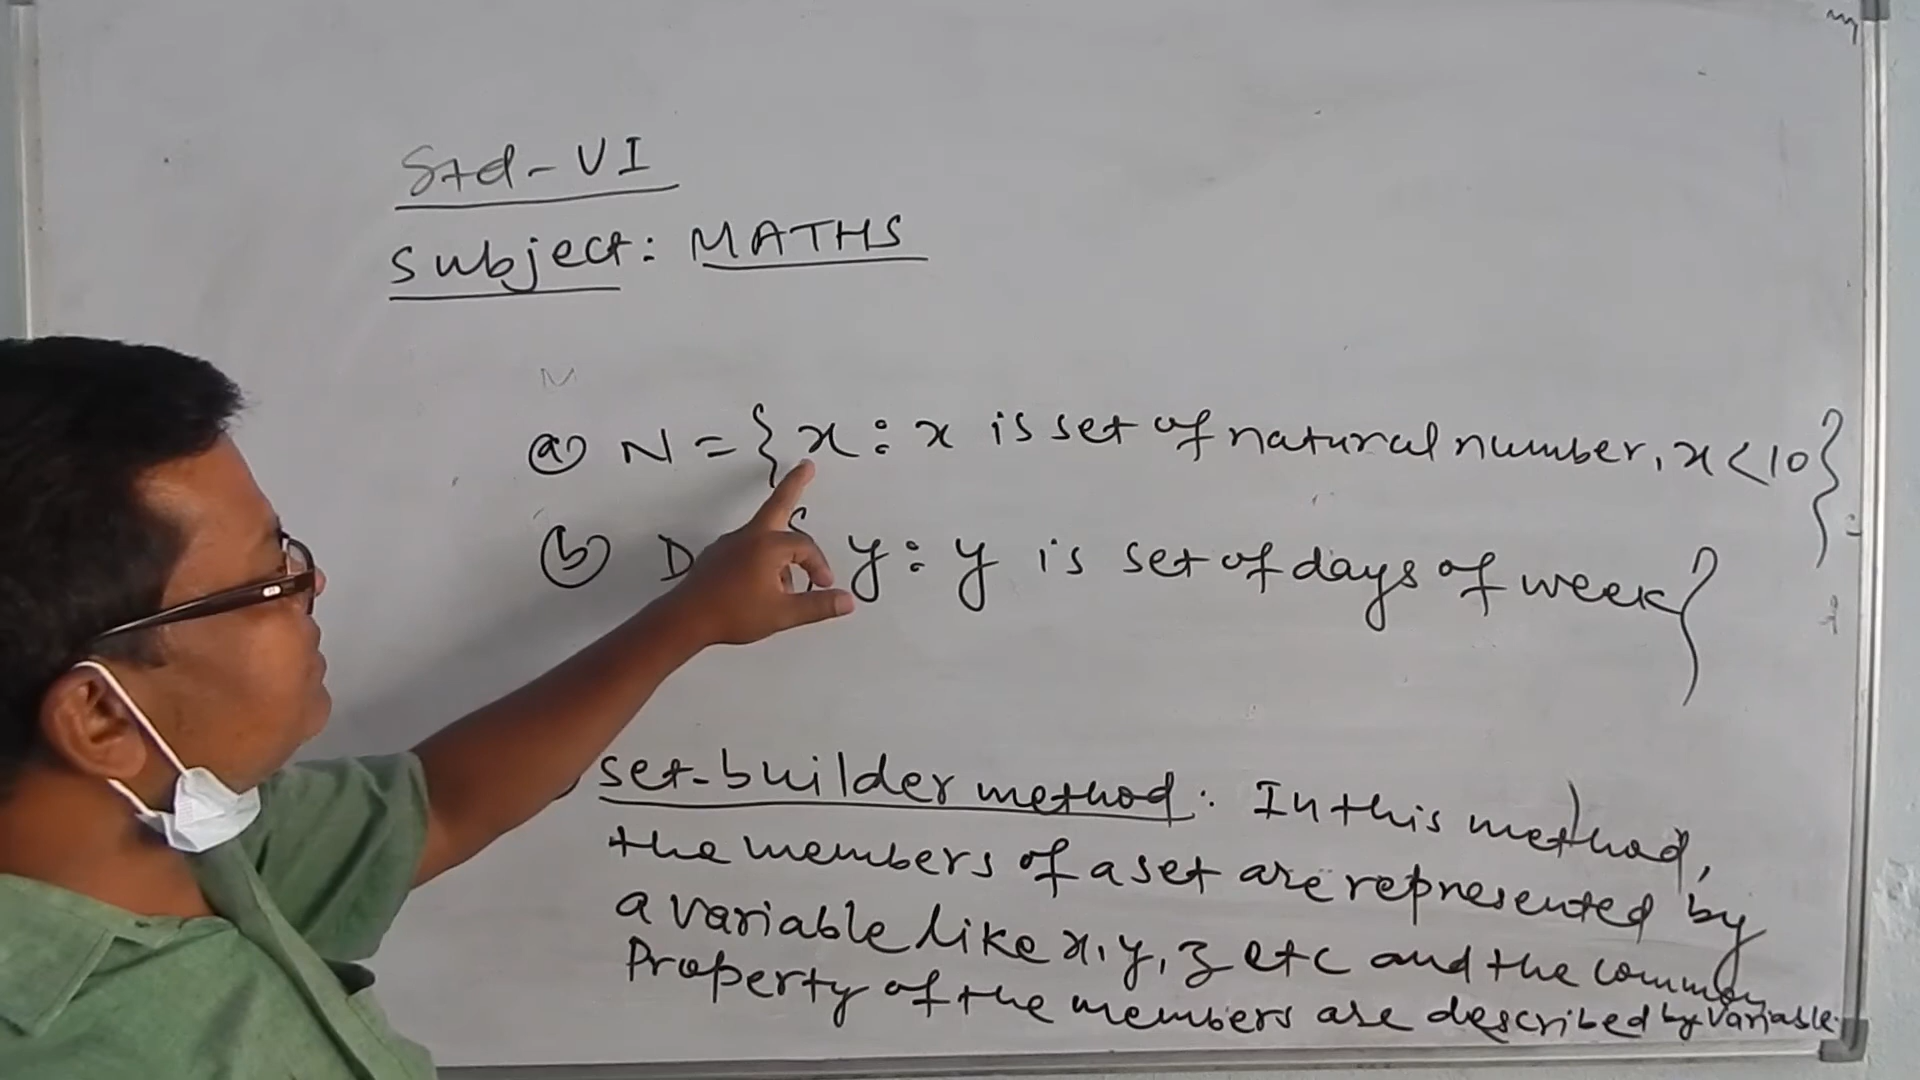 Std-VI
Subject: MATHS
(a) N = { x : x is set of natural number, x < 10 }
(b) D { y : y is set of days of week }
set-builder method: In this method,
the members of a set are represented by
a variable like x, y, z etc and the common
Property of the members are described by variable.